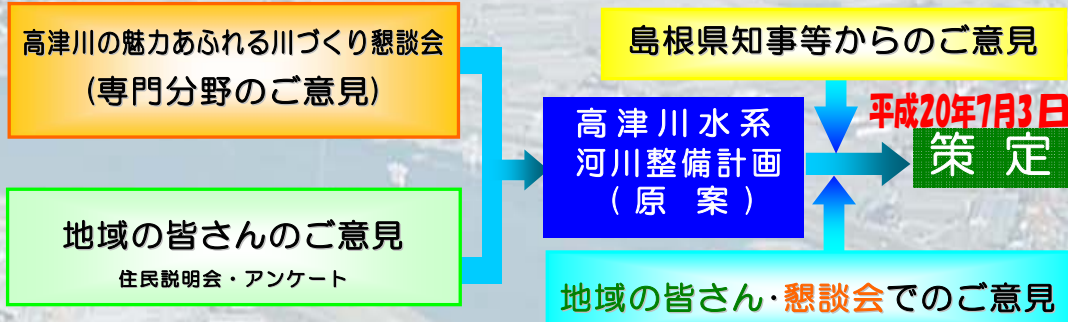 高津川の魅力あふれる川づくり懇談会
(専門分野のご意見)
地域の皆さんのご意見
住民説明会・アンケート
高津川水系
河川整備計画
(原 案)
島根県知事等からのご意見
平成20年7月3日
策 定
地域の皆さん・懇談会でのご意見